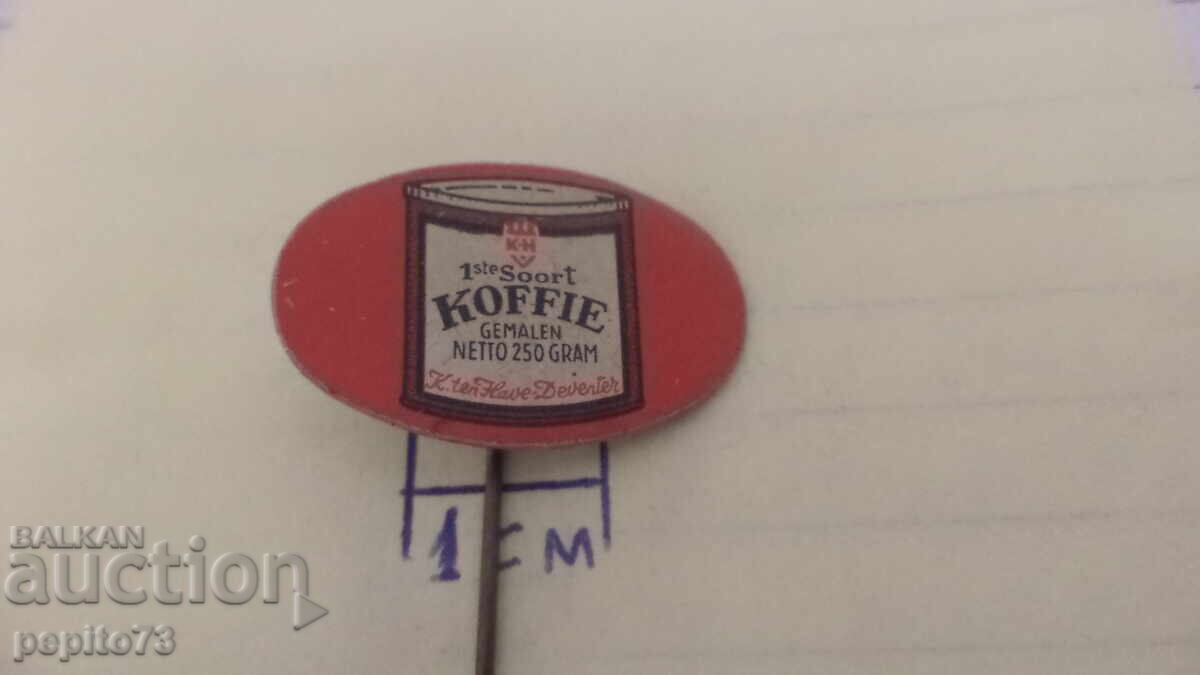 K·H
1ste Soort
KOFFIE
GEMALEN
NETTO 250 GRAM
K. ten Have-Deventer
1 CM
BALKAN
auction
pepito73